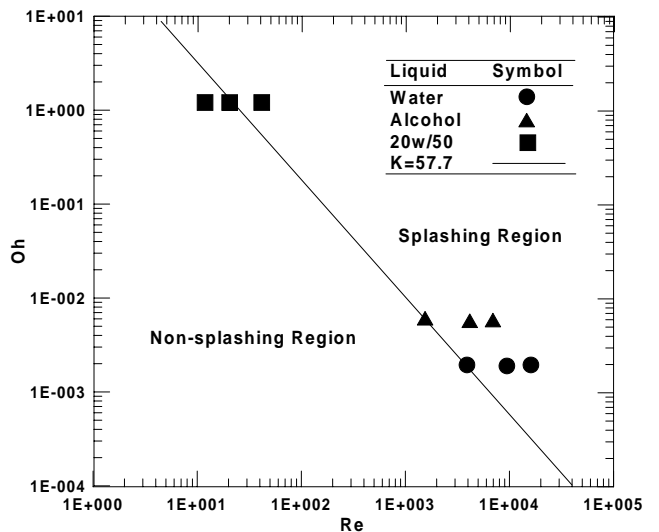 1E+001
1E+000
1E-001
1E-002
1E-003
1E-004
Oh
Liquid Symbol
Water
Alcohol
20w/50
K=57.7
Splashing Region
Non-splashing Region
1E+000 1E+001 1E+002 1E+003 1E+004 1E+005
Re